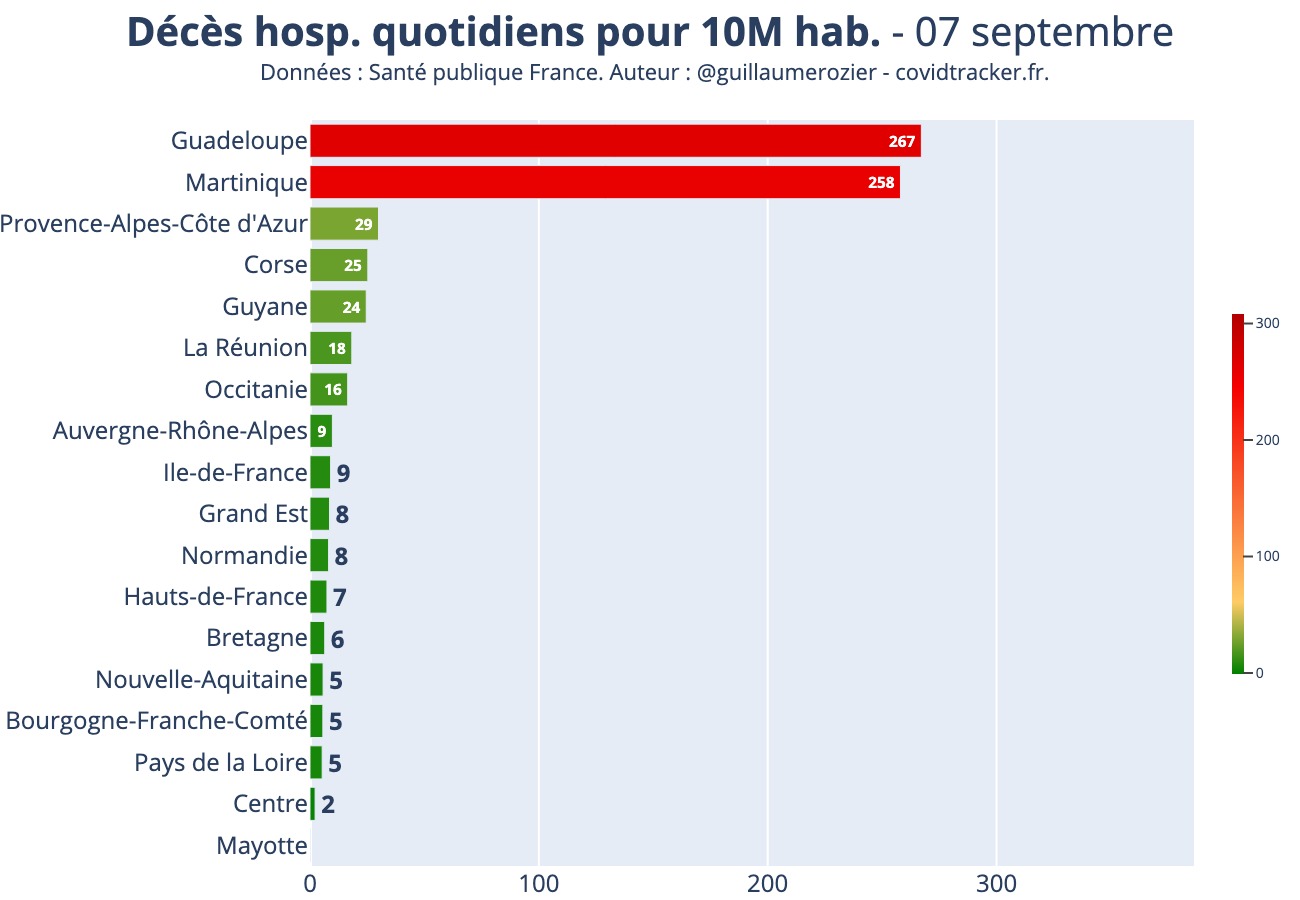 Décès hosp. quotidiens pour 10M hab. - 07 septembre
Données : Santé publique France. Auteur : @guillaumerozier - covidtracker.fr.
Guadeloupe 267
Martinique 258
Provence-Alpes-Côte d'Azur 29
Corse 25
Guyane 24
La Réunion 18
Occitanie 16
Auvergne-Rhône-Alpes 9
Ile-de-France 9
Grand Est 8
Normandie 8
Hauts-de-France 7
Bretagne 6
Nouvelle-Aquitaine 5
Bourgogne-Franche-Comté 5
Pays de la Loire 5
Centre 2
Mayotte
0 100 200 300
300
200
100
0